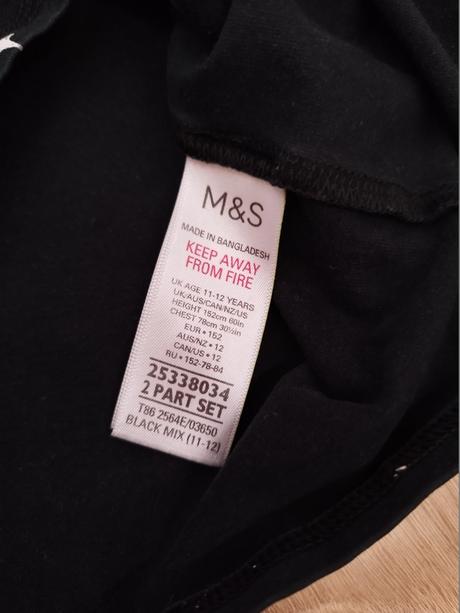 M&S
MADE IN BANGLADESH
KEEP AWAY
FROM FIRE
UK AGE 11-12 YEARS
UK/AUS/CAN/NZ/US
HEIGHT 152cm 60in
CHEST 78cm 30½in
EUR • 152
AUS/NZ • 12
CAN/US • 12
RU • 152-78-84
25338034
2 PART SET
T86 2564E/03650
BLACK MIX (11-12)